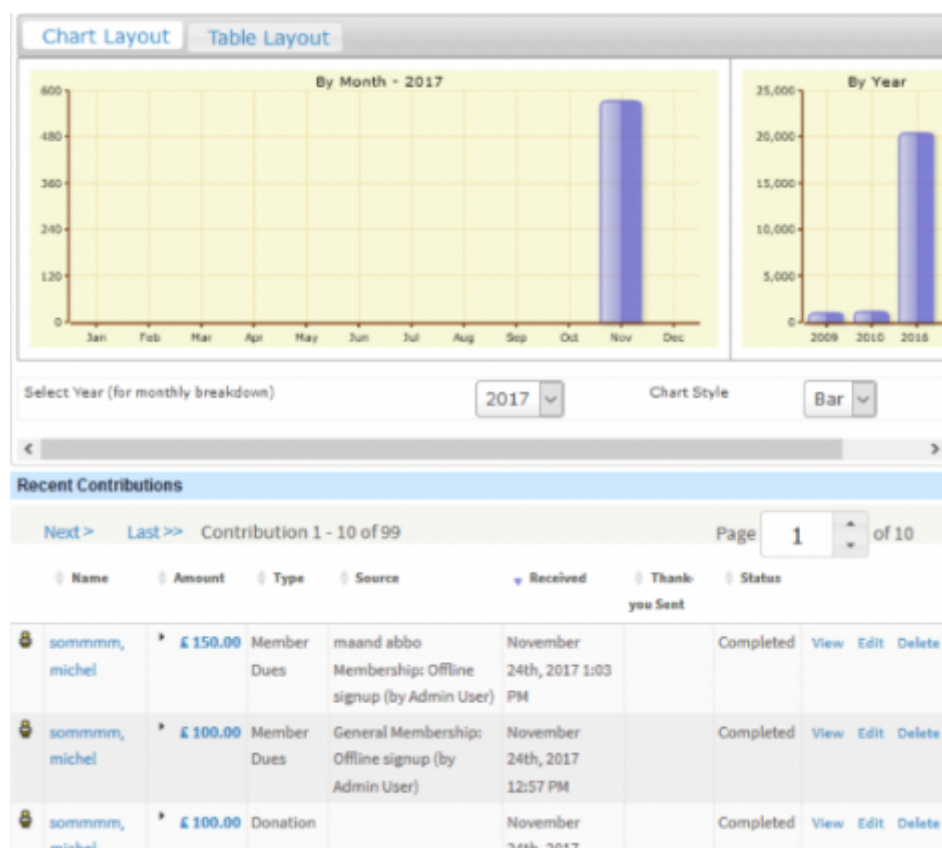 Chart Layout Table Layout
By Month - 2017
600
480
360
240
120
0
Jan Feb Mar Apr May Jun Jul Aug Sep Oct Nov Dec
By Year
25,000
20,000
15,000
10,000
5,000
0
2009 2010 2016
Select Year (for monthly breakdown) 2017 Chart Style Bar
Recent Contributions
Next > Last >> Contribution 1 - 10 of 99 Page 1 of 10
Name Amount Type Source Received Thank-
you Sent Status
sommmm, £ 150.00 Member maand abbo November Completed View Edit Delete
michel Dues Membership: Offline 24th, 2017 1:03
signup (by Admin User) PM
sommmm, £ 100.00 Member General Membership: November Completed View Edit Delete
michel Dues Offline signup (by 24th, 2017
Admin User) 12:57 PM
sommmm, £ 100.00 Donation November Completed View Edit Delete
michel 24th, 2017